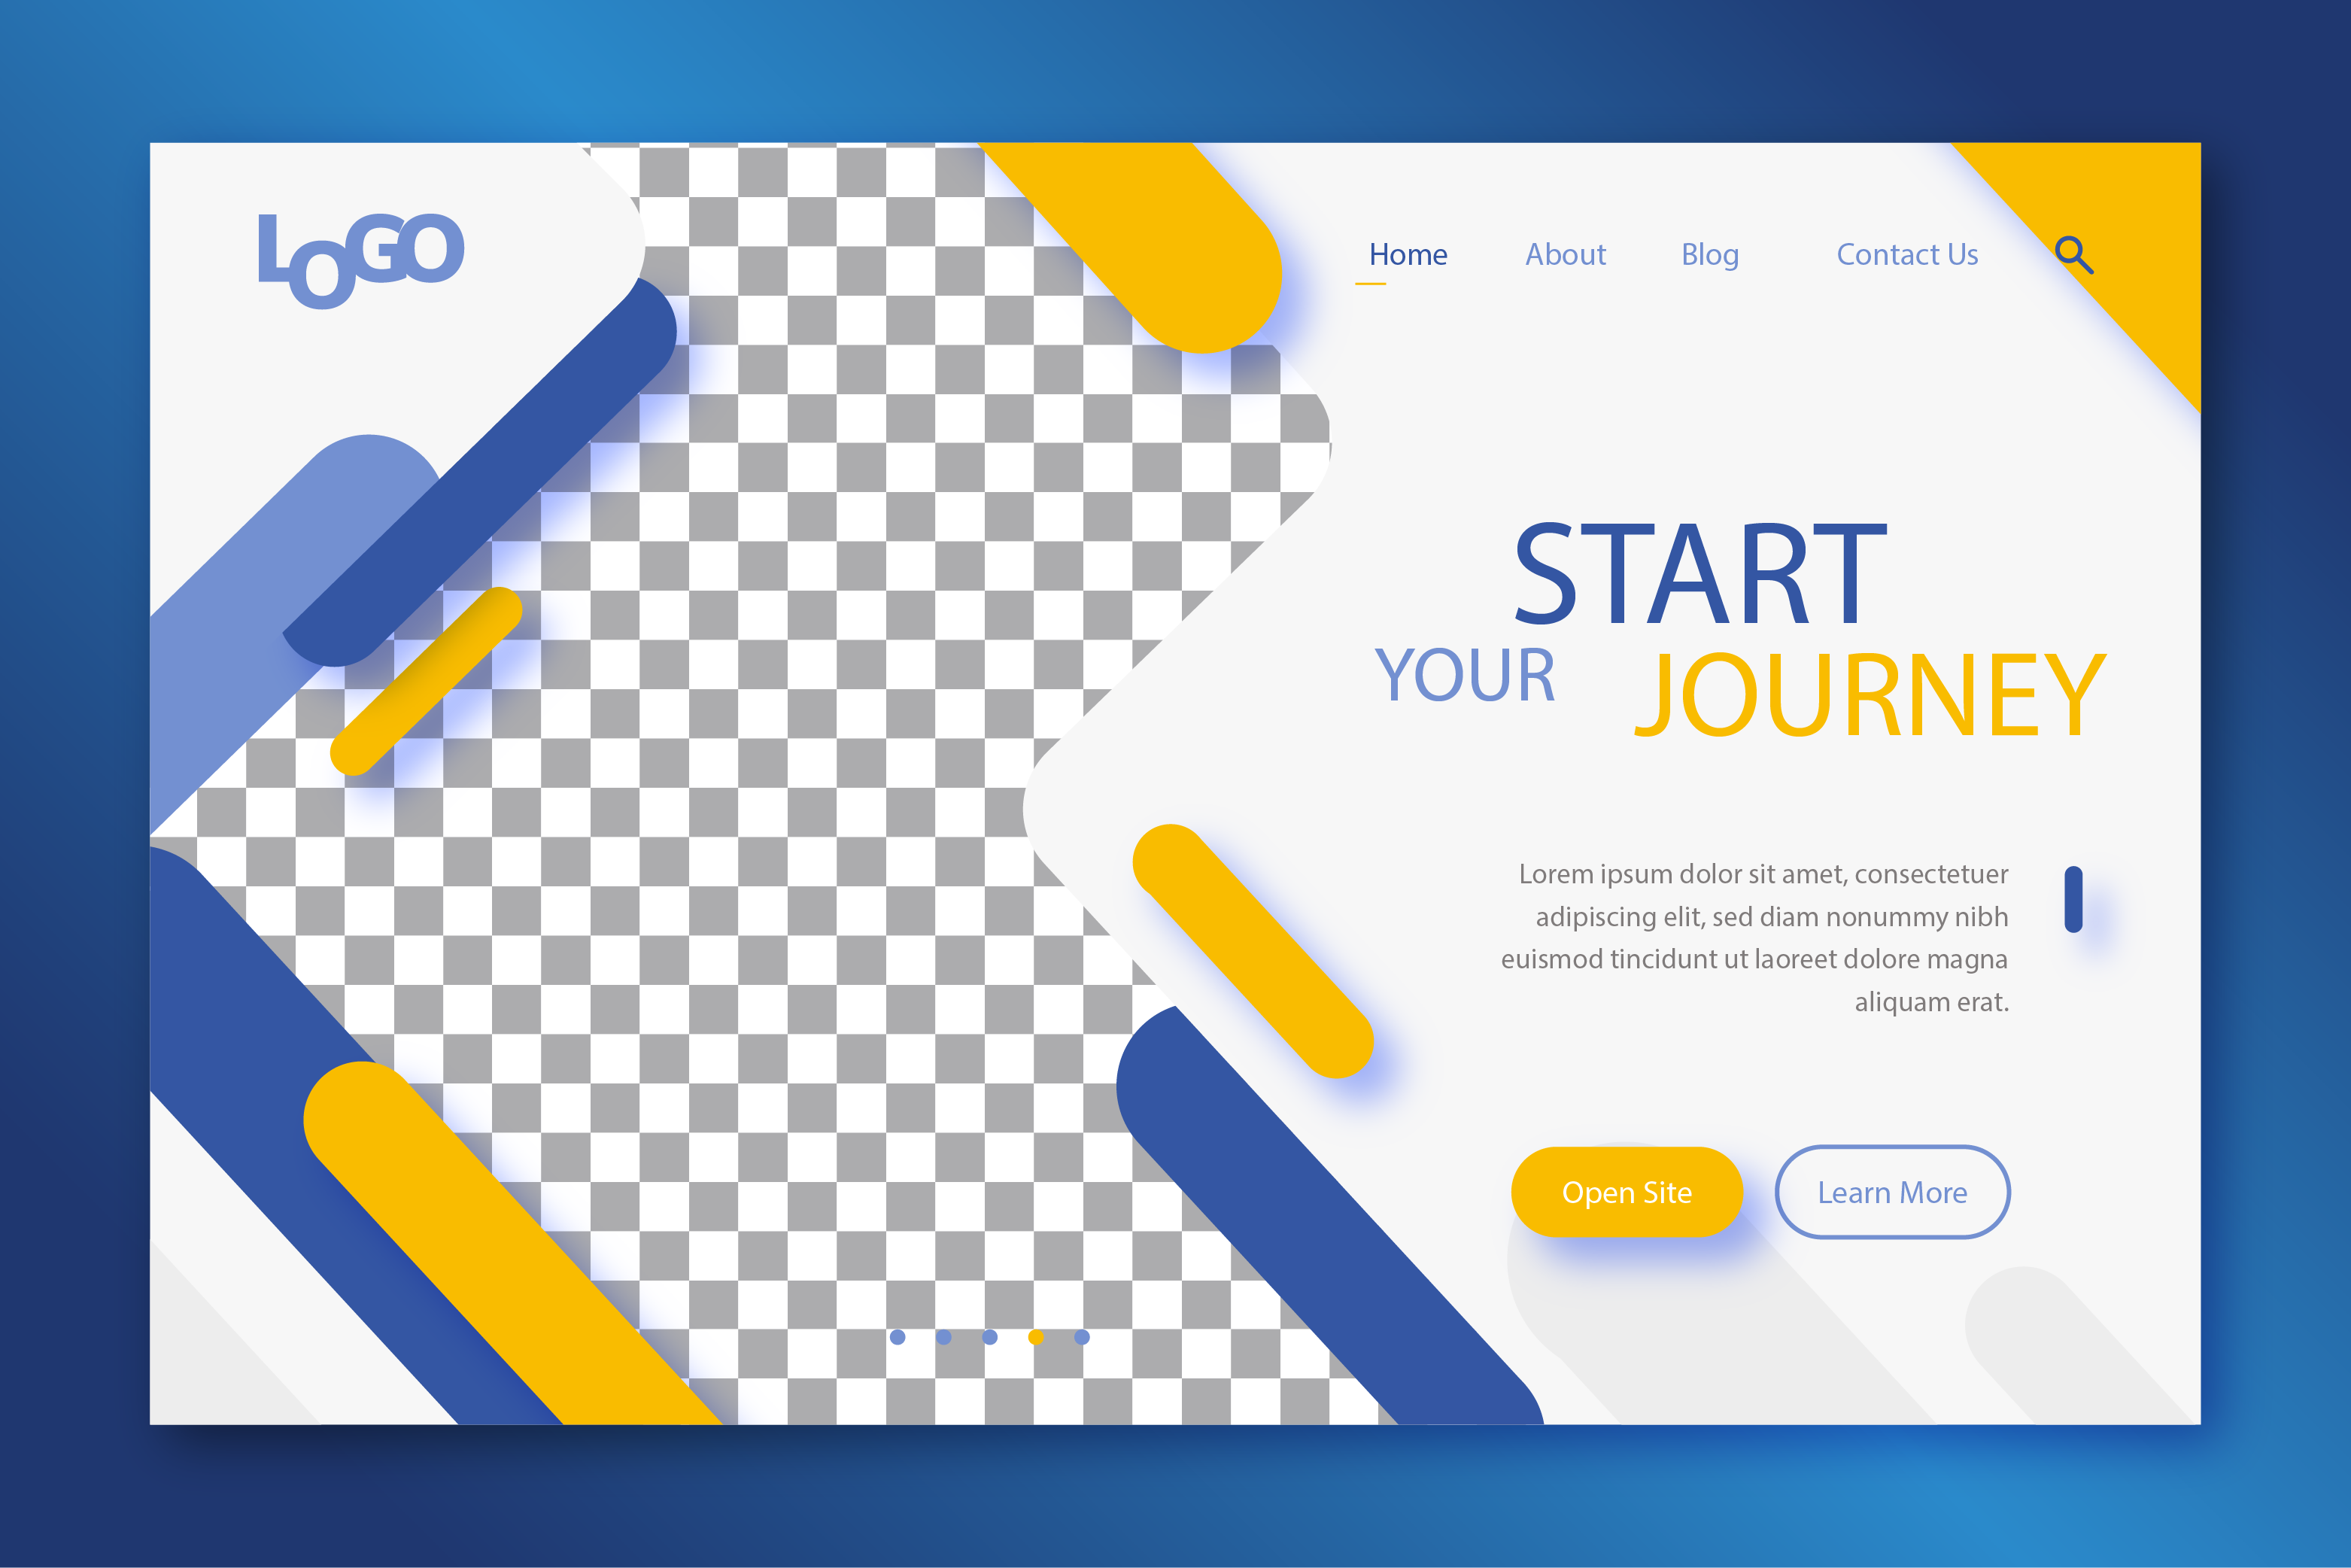 LOGO
Home About Blog Contact Us
START
YOUR JOURNEY
Lorem ipsum dolor sit amet, consectetuer
adipiscing elit, sed diam nonummy nibh
euismod tincidunt ut laoreet dolore magna
aliquam erat.
Open Site Learn More